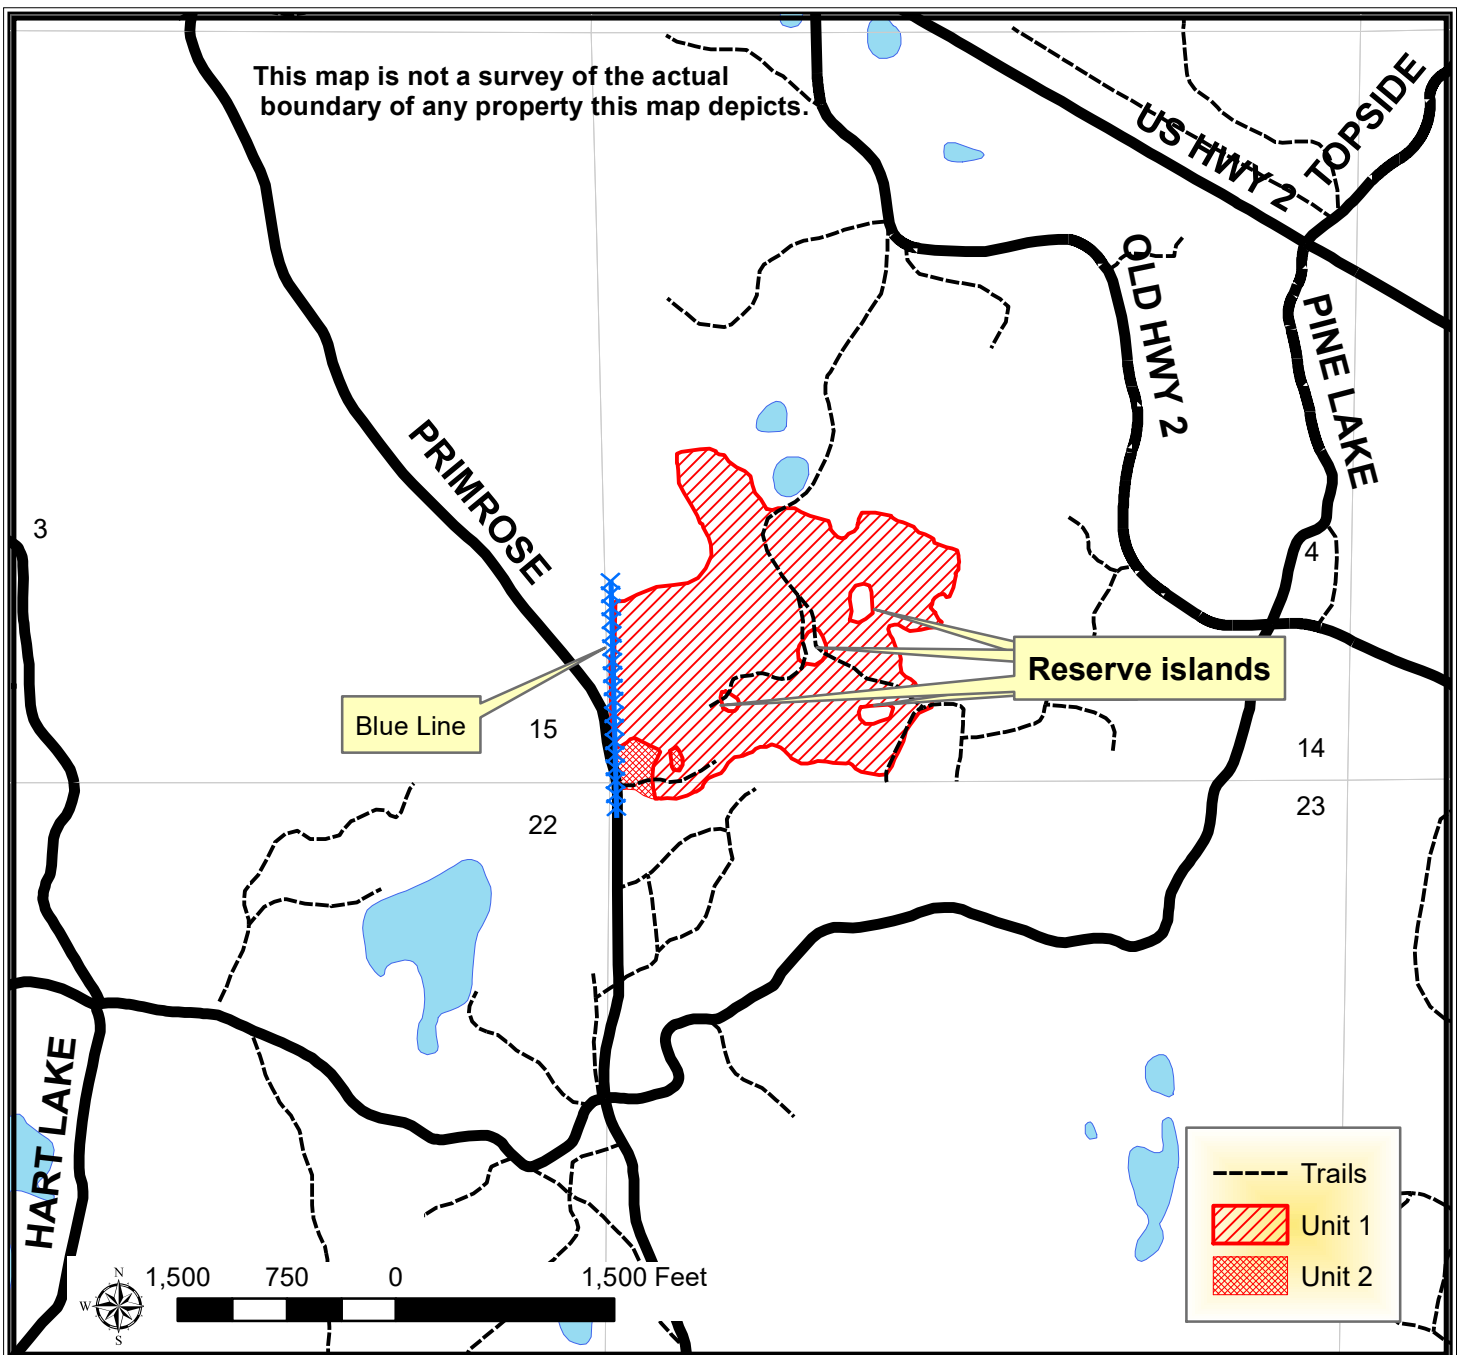 This map is not a survey of the actual
boundary of any property this map depicts.
US HWY 2
TOPSIDE
OLD HWY 2
PINE LAKE
PRIMROSE
3
4
Reserve islands
Blue Line
15
14
22
23
HART LAKE
Trails
Unit 1
Unit 2
N
W
S
1,500 750 0 1,500 Feet